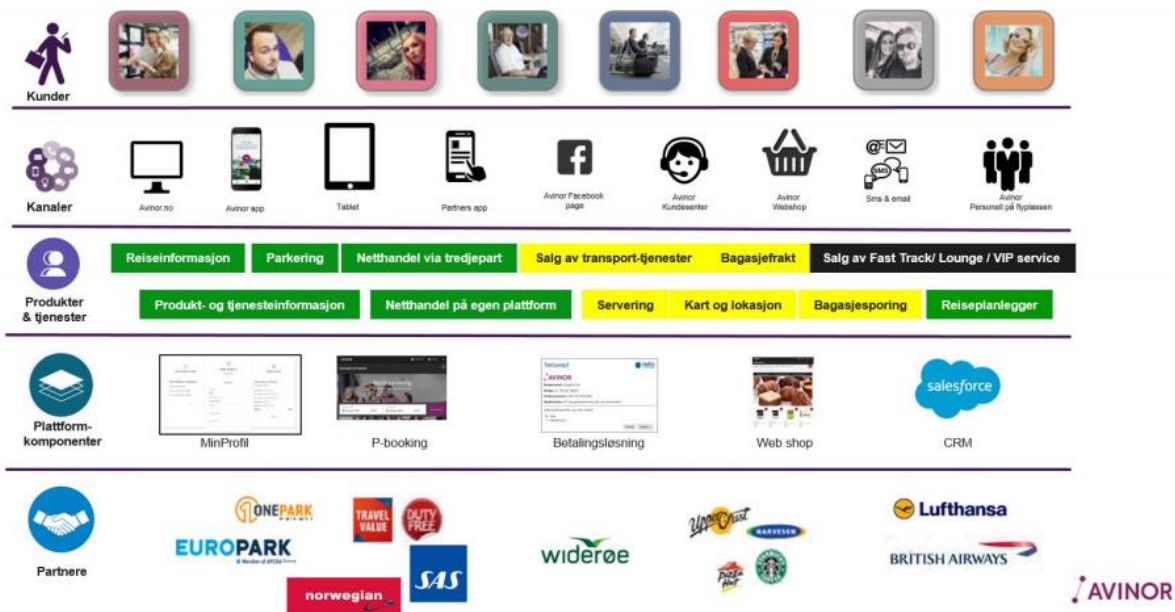 Kunder
Kanaler
Avinor.no
Avinor app
Tablet
Partners app
Avinor Facebook
page
Avinor
Kundesenter
Avinor
Webshop
@
SMS
Sms & email
Avinor
Personell på flyplassen
Produkter
& tjenester
Reiseinformasjon
Parkering
Netthandel via tredjepart
Salg av transport-tjenester
Bagasjefrakt
Salg av Fast Track/ Lounge / VIP service
Produkt- og tjenesteinformasjon
Netthandel på egen plattform
Servering
Kart og lokasjon
Bagasjesporing
Reiseplanlegger
Plattform-
komponenter
MinProfil
P-booking
Netaxept
nets
AVINOR
Betalingsløsning
Web shop
salesforce
CRM
Partnere
ONEPARK
EUROPARK
TRAVEL
VALUE
DUTY
FREE
norwegian
SAS
widerøe
Upper Crust
NARVESEN
Pizza
Hut
Lufthansa
BRITISH AIRWAYS
AVINOR